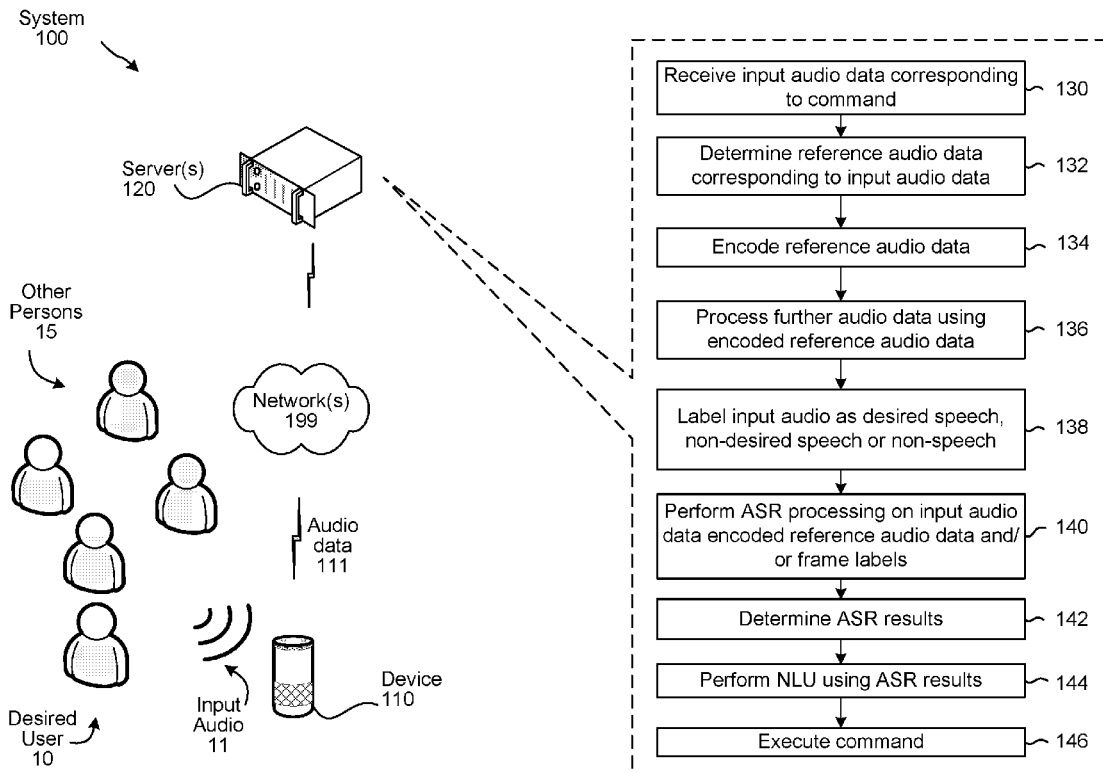 System
100
Server(s)
120
Other
Persons
15
Network(s)
199
Audio
data
111
Desired
User
10
Input
Audio
11
Device
110
Receive input audio data corresponding
to command
130
Determine reference audio data
corresponding to input audio data
132
Encode reference audio data
134
Process further audio data using
encoded reference audio data
136
Label input audio as desired speech,
non-desired speech or non-speech
138
Perform ASR processing on input audio
data encoded reference audio data and/
or frame labels
140
Determine ASR results
142
Perform NLU using ASR results
144
Execute command
146